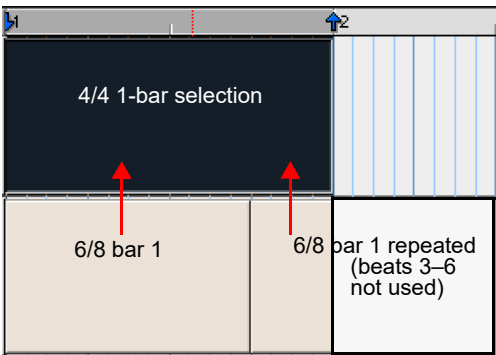 1
2
4/4 1-bar selection
6/8 bar 1
6/8 bar 1 repeated
(beats 3–6
not used)